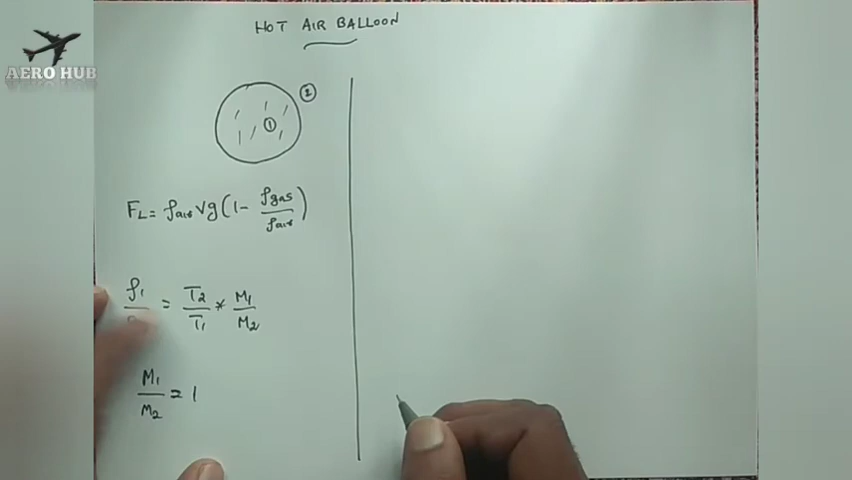 HOT AIR BALLOON
AERO HUB
②
①
F_L = ρair Vg (1 - ρgas/ρair)
ρ1/ = T2/T1 * M1/M2
M1/M2 = 1